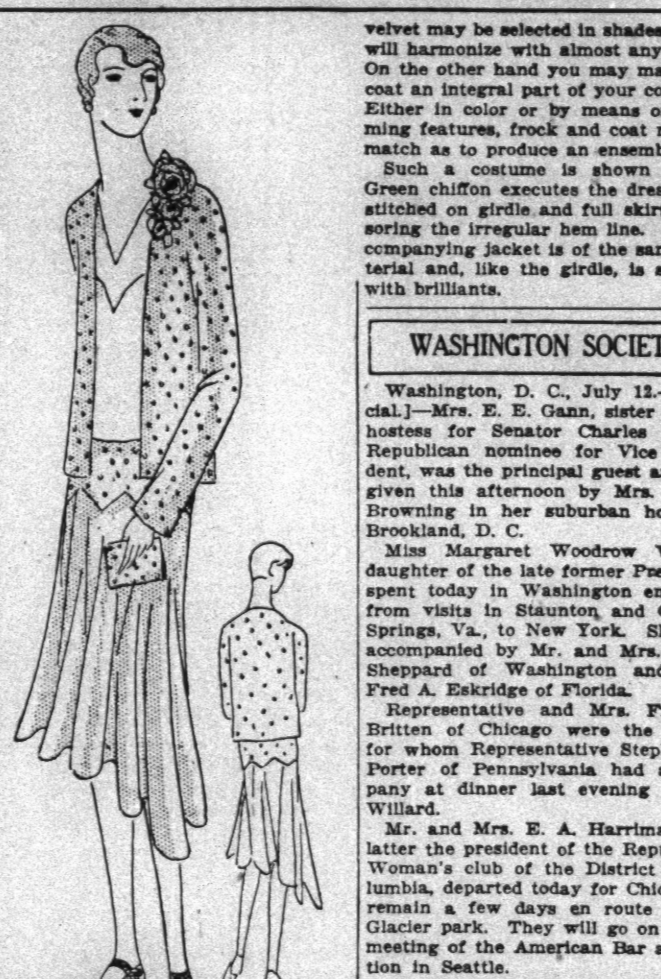 velvet may be selected in shades
will harmonize with almost any
On the other hand you may ma
coat an integral part of your co
Either in color or by means o
ming features, frock and coat
match as to produce an ensemb
Such a costume is shown
Green chiffon executes the dres
stitched on girdle and full skir
soring the irregular hem line.
companying jacket is of the sa
terial and, like the girdle, is s
with brilliants.
WASHINGTON SOCIET
Washington, D. C., July 12.
cial.]—Mrs. E. E. Gann, sister
hostess for Senator Charles
Republican nominee for Vice
dent, was the principal guest a
given this afternoon by Mrs.
Browning in her suburban ho
Brookland, D. C.
Miss Margaret Woodrow
daughter of the late former Pre
spent today in Washington en
from visits in Staunton and
Springs, Va., to New York. S
accompanied by Mr. and Mrs.
Sheppard of Washington and
Fred A. Eskridge of Florida.
Representative and Mrs. F
Britten of Chicago were the
for whom Representative Step
Porter of Pennsylvania had
pany at dinner last evening
Willard.
Mr. and Mrs. E. A. Harrima
latter the president of the Rep
Woman's club of the District
lumbia, departed today for Chic
remain a few days en route
Glacier park. They will go on
meeting of the American Bar a
tion in Seattle.